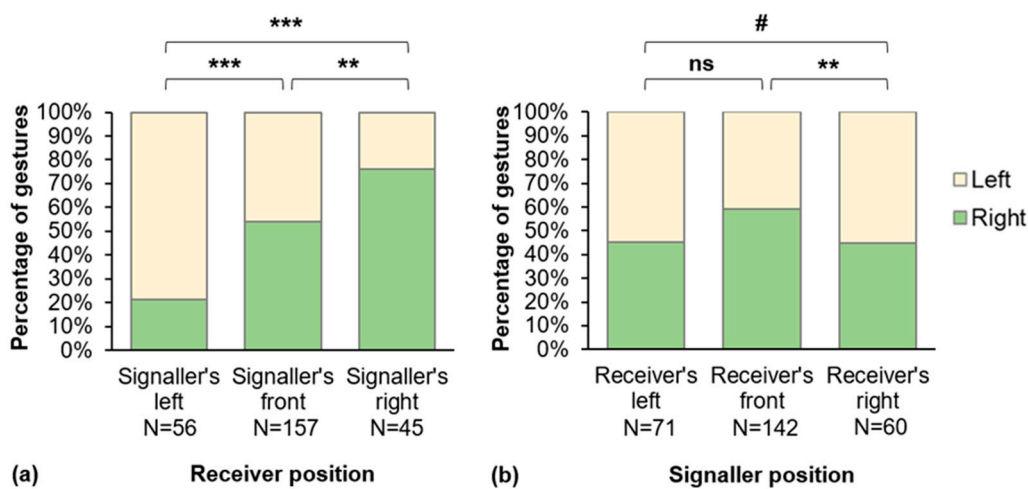 ***
*** **
Percentage of gestures
100%
90%
80%
70%
60%
50%
40%
30%
20%
10%
0%
Signaller's left N=56
Signaller's front N=157
Signaller's right N=45
(a) Receiver position
#
ns **
Percentage of gestures
100%
90%
80%
70%
60%
50%
40%
30%
20%
10%
0%
Receiver's left N=71
Receiver's front N=142
Receiver's right N=60
(b) Signaller position
Left
Right